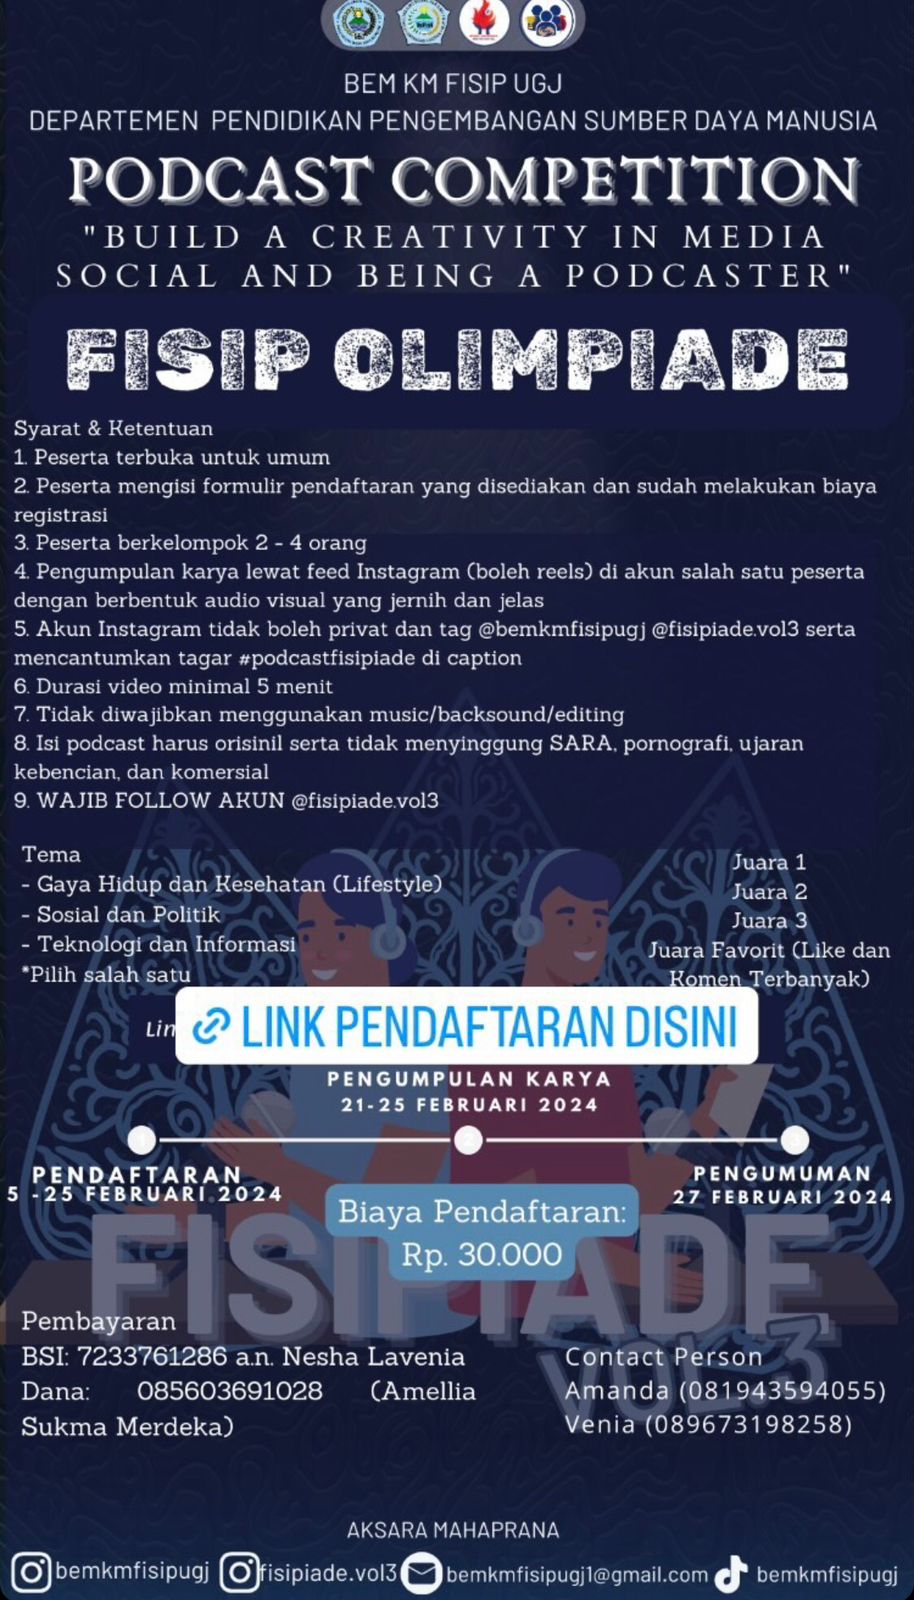 BEM KM FISIP UGJ
DEPARTEMEN PENDIDIKAN PENGEMBANGAN SUMBER DAYA MANUSIA
PODCAST COMPETITION
"BUILD A CREATIVITY IN MEDIA
SOCIAL AND BEING A PODCASTER"
FISIP OLIMPIADE
Syarat & Ketentuan
1. Peserta terbuka untuk umum
2. Peserta mengisi formulir pendaftaran yang disediakan dan sudah melakukan biaya
registrasi
3. Peserta berkelompok 2 - 4 orang
4. Pengumpulan karya lewat feed Instagram (boleh reels) di akun salah satu peserta
dengan berbentuk audio visual yang jernih dan jelas
5. Akun Instagram tidak boleh privat dan tag @bemkmfisipugj @fisipiade.vol3 serta
mencantumkan tagar #podcastfisipiade di caption
6. Durasi video minimal 5 menit
7. Tidak diwajibkan menggunakan music/backsound/editing
8. Isi podcast harus orisinil serta tidak menyinggung SARA, pornografi, ujaran
kebencian, dan komersial
9. WAJIB FOLLOW AKUN @fisipiade.vol3
Tema
- Gaya Hidup dan Kesehatan (Lifestyle)
- Sosial dan Politik
- Teknologi dan Informasi
*Pilih salah satu
Juara 1
Juara 2
Juara 3
Juara Favorit (Like dan
Komen Terbanyak)
Lin
LINK PENDAFTARAN DISINI
PENGUMPULAN KARYA
21-25 FEBRUARI 2024
1 2 3
PENDAFTARAN
5 -25 FEBRUARI 2024
PENGUMUMAN
27 FEBRUARI 2024
Biaya Pendaftaran:
Rp. 30.000
FISIPIADE
VOL.3
Pembayaran
BSI: 7233761286 a.n. Nesha Lavenia
Dana: 085603691028 (Amellia
Sukma Merdeka)
Contact Person
Amanda (081943594055)
Venia (089673198258)
AKSARA MAHAPRANA
bemkmfisipugj fisipiade.vol3 bemkmfisipugj1@gmail.com bemkmfisipugj